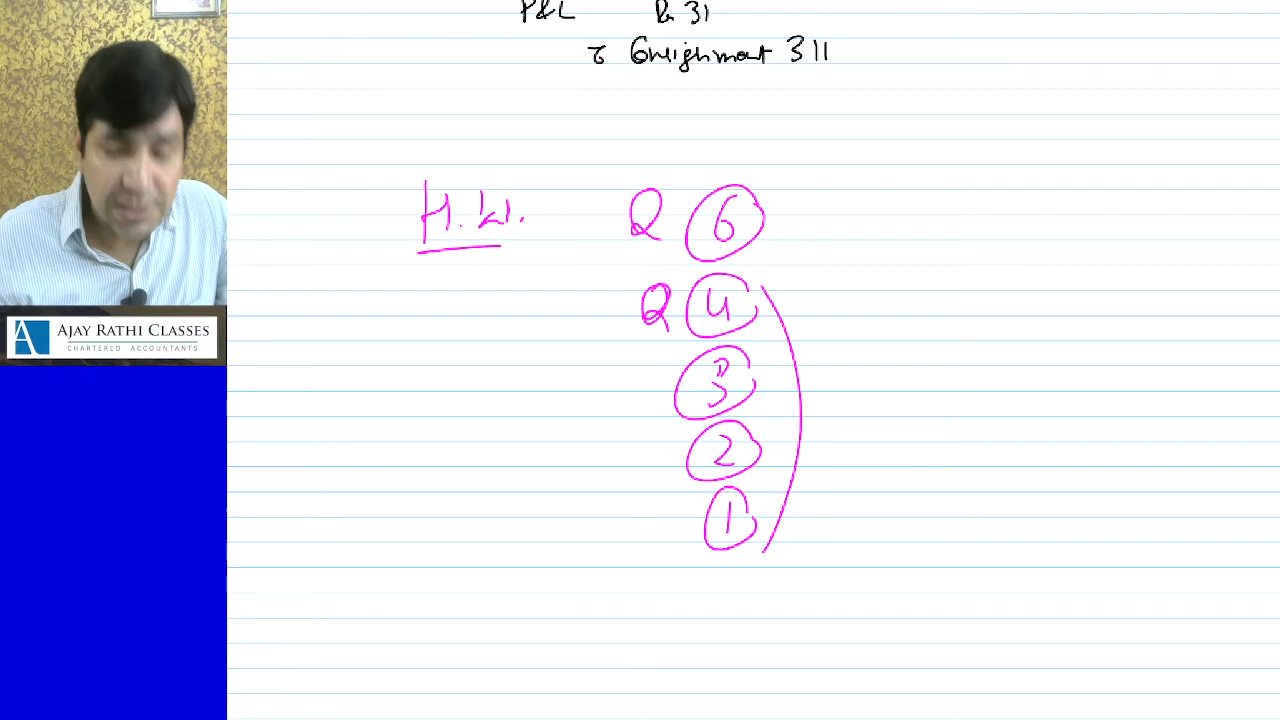 P&L Dr 31
To Consignment 311
H.W. Q 6
Q 4
3
2
1
A AJAY RATHI CLASSES
CHARTERED ACCOUNTANTS